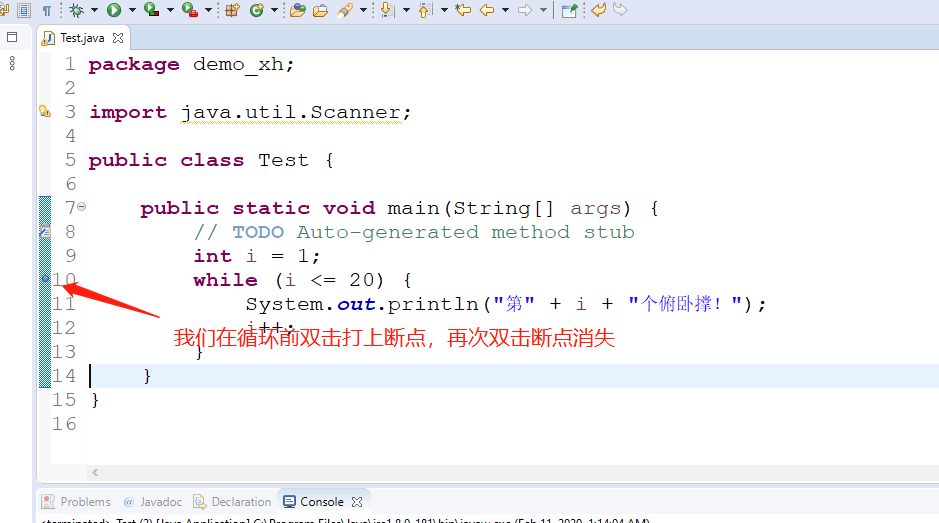 Test.java
1 package demo_xh;
2
3 import java.util.Scanner;
4
5 public class Test {
6
7 public static void main(String[] args) {
8 // TODO Auto-generated method stub
9 int i = 1;
10 while (i <= 20) {
11 System.out.println("第" + i + "个俯卧撑!");
12 i++;
我们在循环前双击打上断点，再次双击断点消失
13 }
14 }
15 }
16
Problems @ Javadoc Declaration Console
<terminated> Test (2) [Java Application] C:\Program Files\Java\jre1.8.0_181\bin\javaw.exe (Feb 11, 2020, 1:14:04 AM)